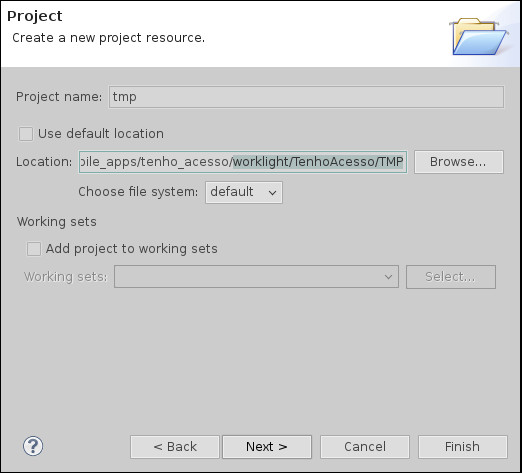 Project
Create a new project resource.
Project name: tmp
Use default location
Location: bile_apps/tenho_acesso/worklight/TenhoAcesso/TMP Browse...
Choose file system: default
Working sets
Add project to working sets
Working sets: Select...
? < Back Next > Cancel Finish